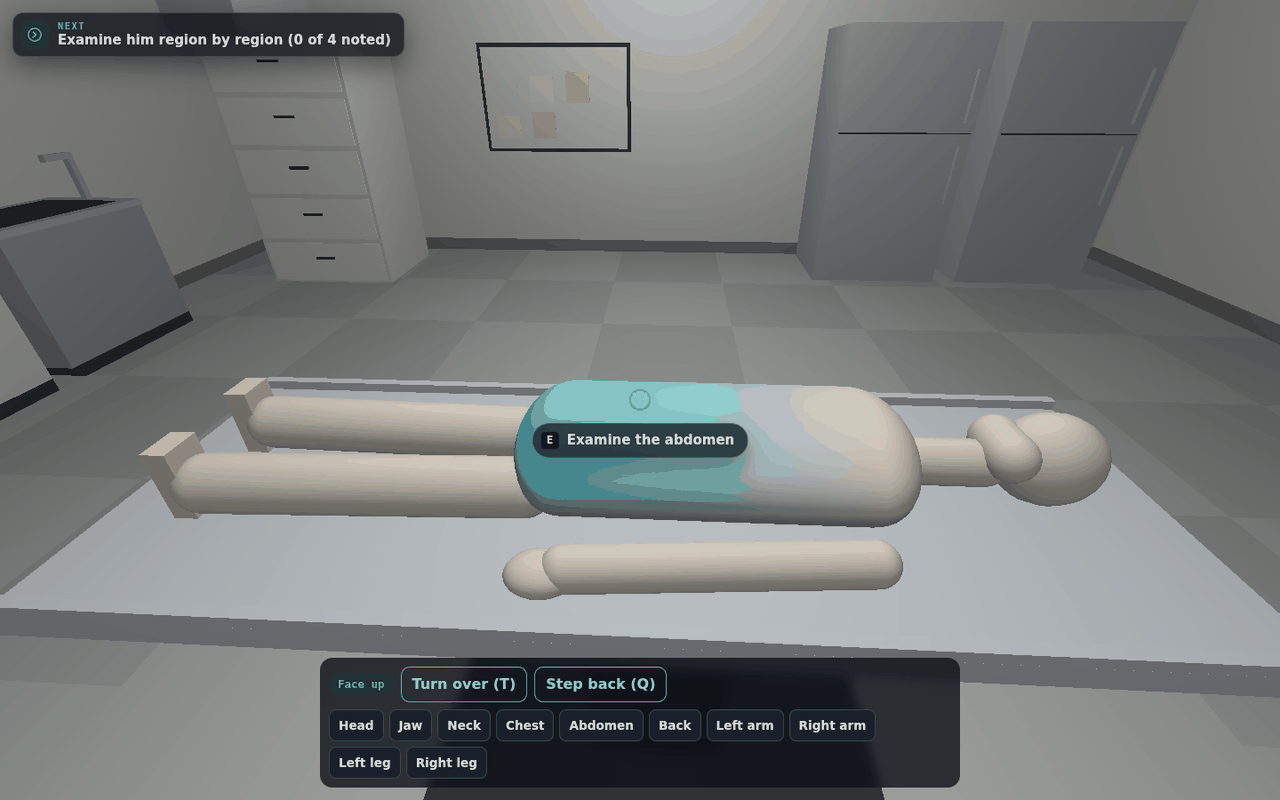 NEXT
Examine him region by region (0 of 4 noted)
E Examine the abdomen
Face up Turn over (T) Step back (Q)
Head Jaw Neck Chest Abdomen Back Left arm Right arm
Left leg Right leg